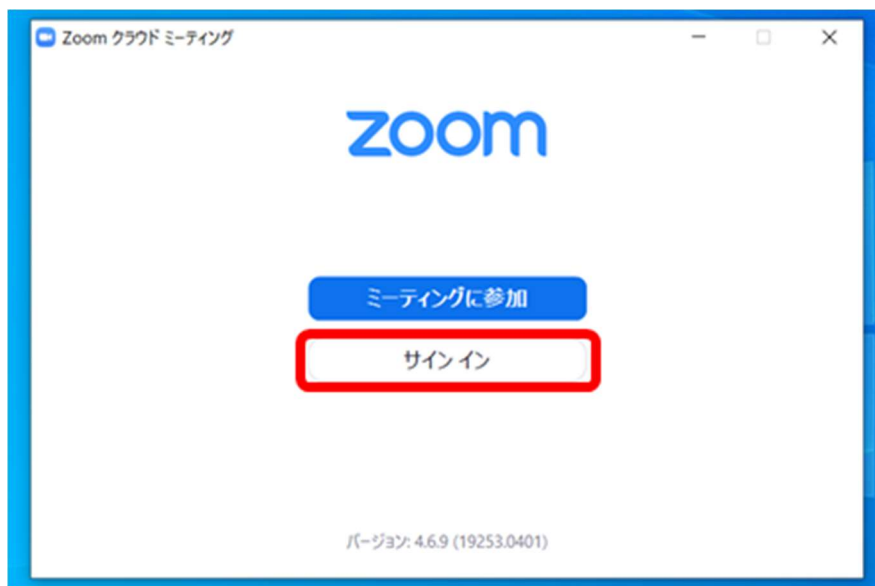 Zoom クラウド ミーティング
zoom
ミーティングに参加
サイン イン
バージョン: 4.6.9 (19253.0401)